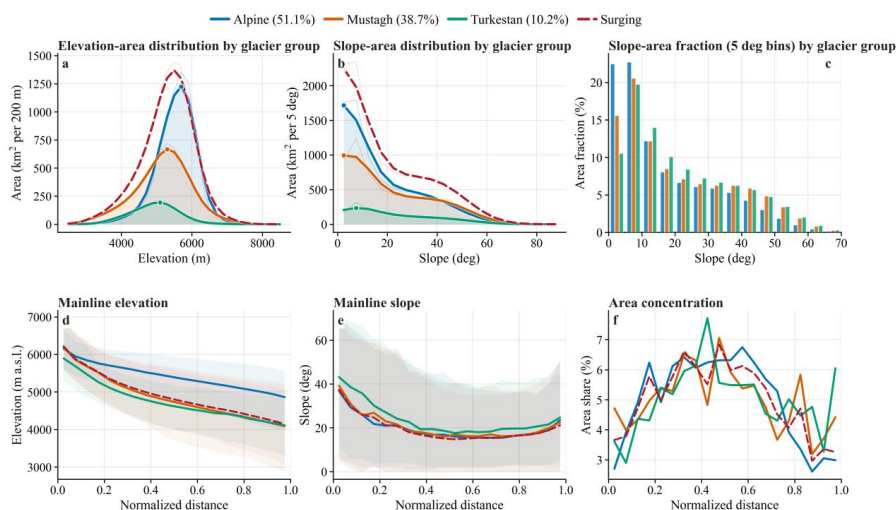 Alpine (51.1%) Mustagh (38.7%) Turkestan (10.2%) Surging
Elevation-area distribution by glacier group
a
Area (km² per 200 m)
1500
1250
1000
750
500
250
0
4000 6000 8000
Elevation (m)
Slope-area distribution by glacier group
b
Area (km² per 5 deg)
2000
1500
1000
500
0
0 20 40 60 80
Slope (deg)
Slope-area fraction (5 deg bins) by glacier group
c
Area fraction (%)
20
15
10
5
0
0 10 20 30 40 50 60 70
Slope (deg)
Mainline elevation
d
Elevation (m a.s.l.)
7000
6000
5000
4000
3000
0.0 0.2 0.4 0.6 0.8 1.0
Normalized distance
Mainline slope
e
Slope (deg)
60
40
20
0
0.0 0.2 0.4 0.6 0.8 1.0
Normalized distance
Area concentration
f
Area share (%)
7
6
5
4
3
0.0 0.2 0.4 0.6 0.8 1.0
Normalized distance